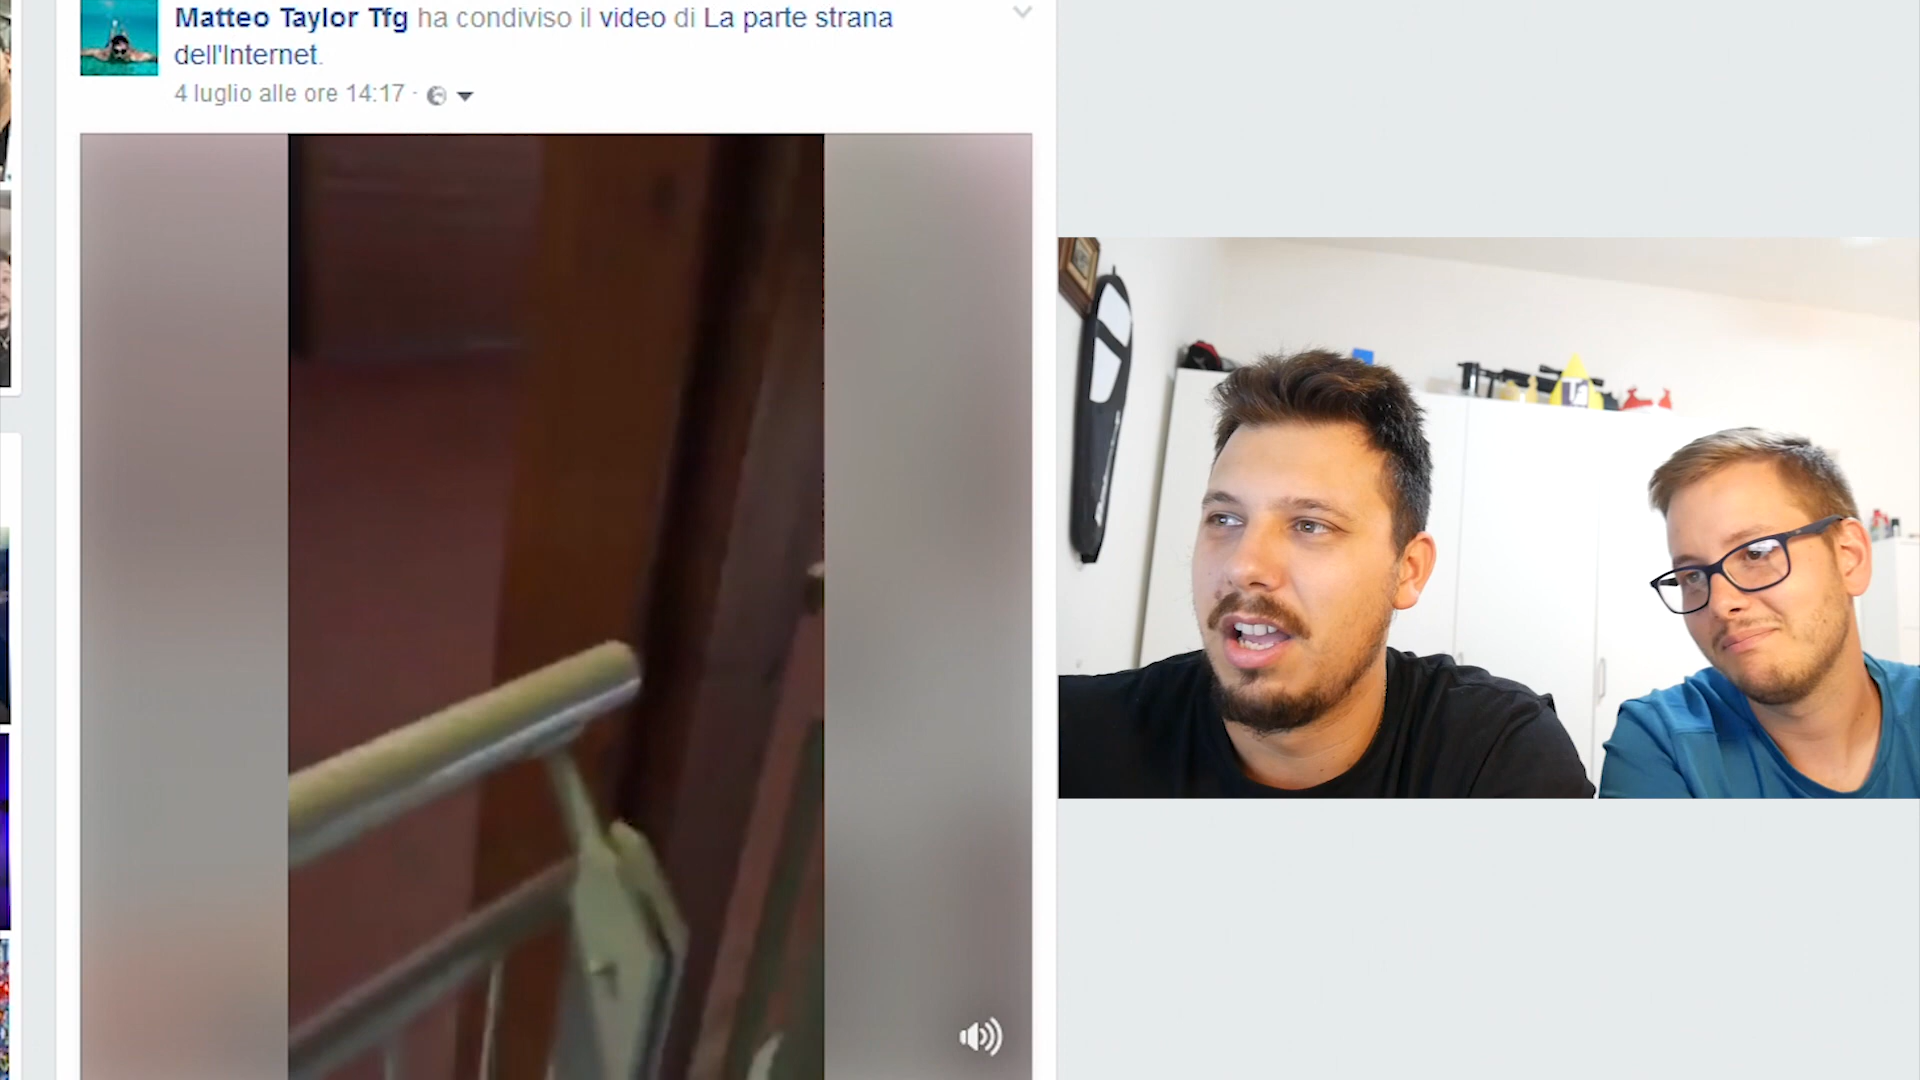 Matteo Taylor Tfg ha condiviso il video di La parte strana
dell'Internet.
4 luglio alle ore 14:17 ·